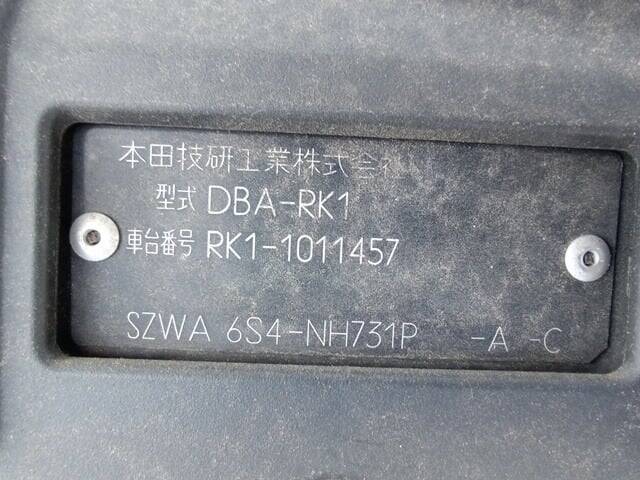 本田技研工業株式会
型式 DBA-RK1
車台番号 RK1-1011457
SZWA 6S4-NH731P -A -C